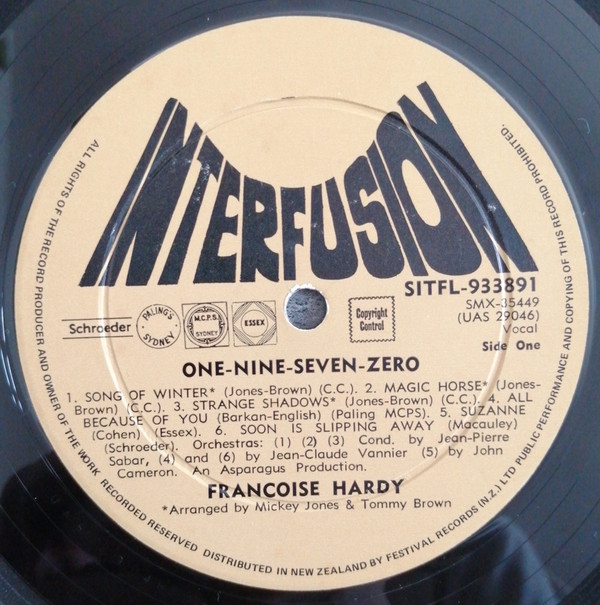 INTERFUSION
SITFL-933891
SMX-35449
(UAS 29046)
Vocal
Side One
Schroeder
PALING'S SYDNEY
M.C.P.S. SYDNEY
ESSEX
Copyright
Control
ONE-NINE-SEVEN-ZERO
1. SONG OF WINTER* (Jones-Brown) (C.C.). 2. MAGIC HORSE* (Jones-
Brown) (C.C.). 3. STRANGE SHADOWS* (Jones-Brown) (C.C.). 4. ALL
BECAUSE OF YOU (Barkan-English) (Paling MCPS). 5. SUZANNE
(Cohen) (Essex). 6. SOON IS SLIPPING AWAY (Macauley)
(Schroeder). Orchestras: (1) (2) (3) Cond. by Jean-Pierre
Sabar, (4) and (6) by Jean-Claude Vannier (5) by John
Cameron. An Asparagus Production.
FRANCOISE HARDY
*Arranged by Mickey Jones & Tommy Brown
ALL RIGHTS OF THE RECORD PRODUCER AND OWNER OF THE WORK RECORDED RESERVED DISTRIBUTED IN NEW ZEALAND BY FESTIVAL RECORDS (N.Z.) LTD PUBLIC PERFORMANCE AND COPYING OF THIS RECORD PROHIBITED.